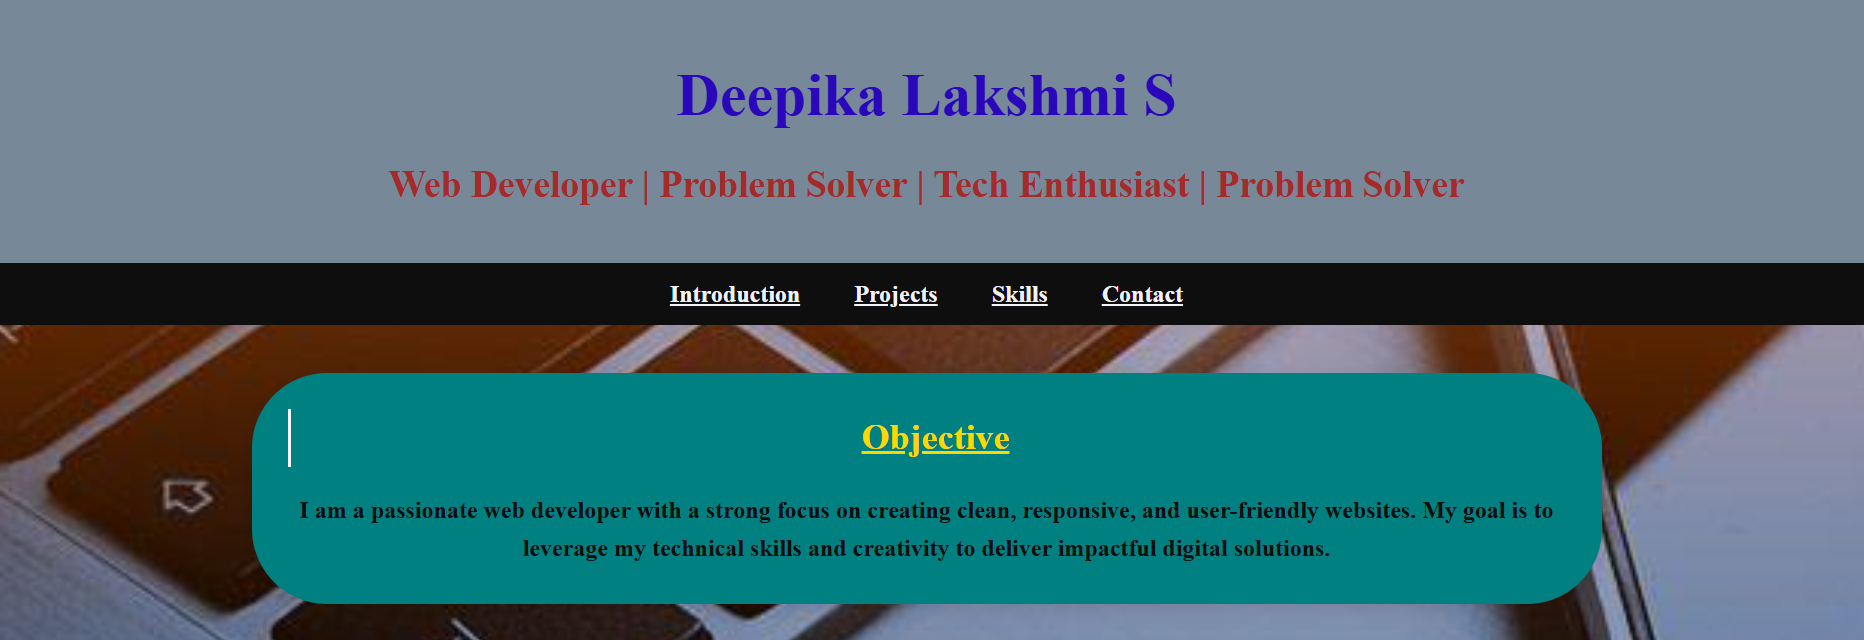 Deepika Lakshmi S
Web Developer | Problem Solver | Tech Enthusiast | Problem Solver
Introduction Projects Skills Contact
Objective
I am a passionate web developer with a strong focus on creating clean, responsive, and user-friendly websites. My goal is to
leverage my technical skills and creativity to deliver impactful digital solutions.